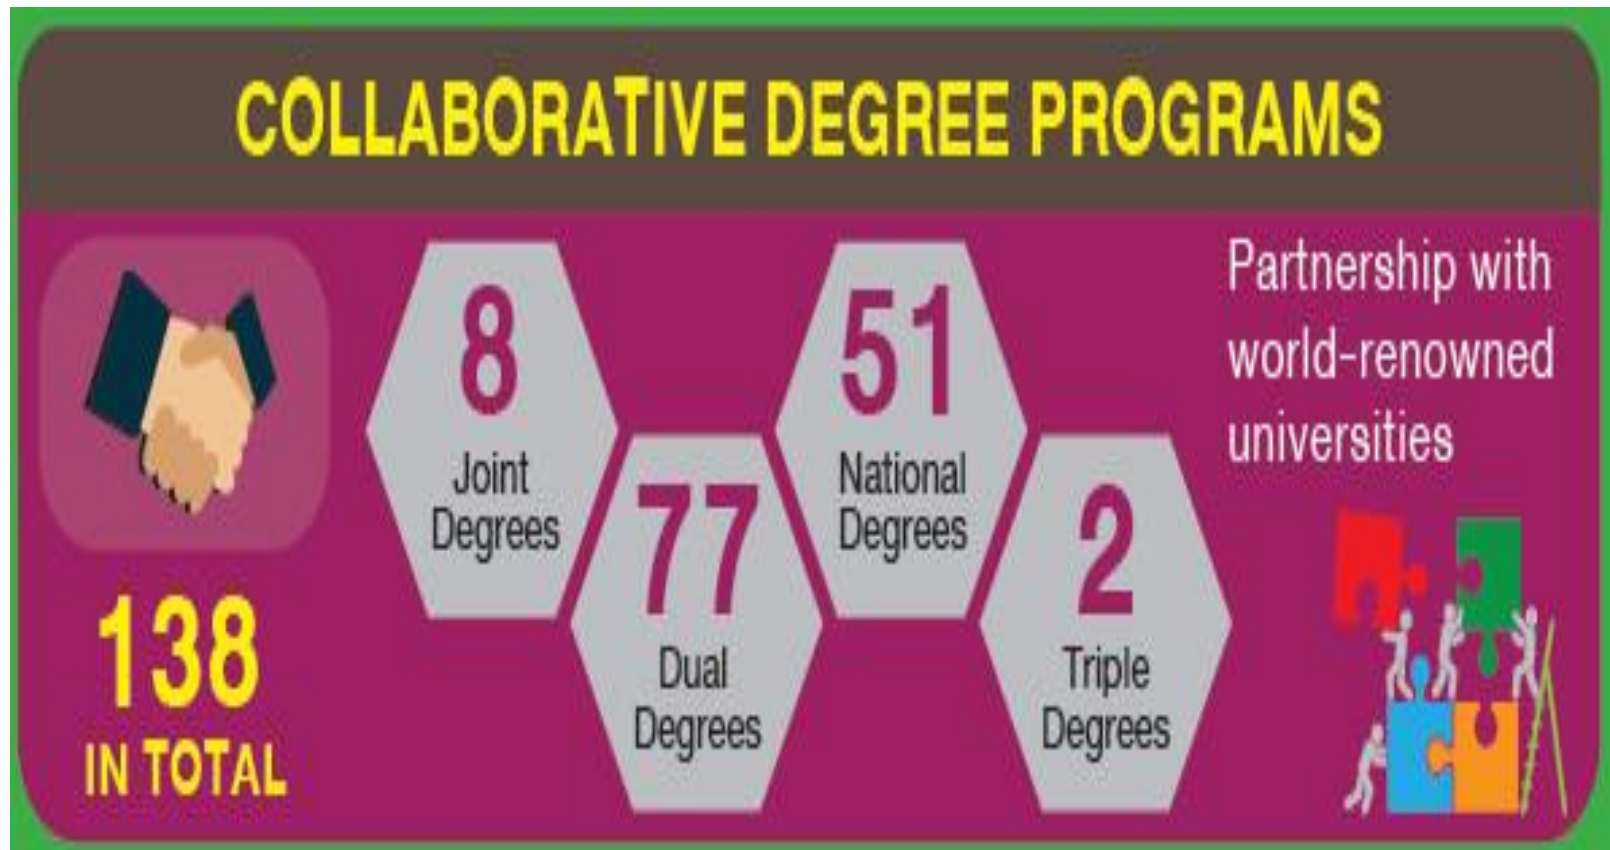 COLLABORATIVE DEGREE PROGRAMS
138
IN TOTAL
8
Joint
Degrees
77
Dual
Degrees
51
National
Degrees
2
Triple
Degrees
Partnership with
world-renowned
universities